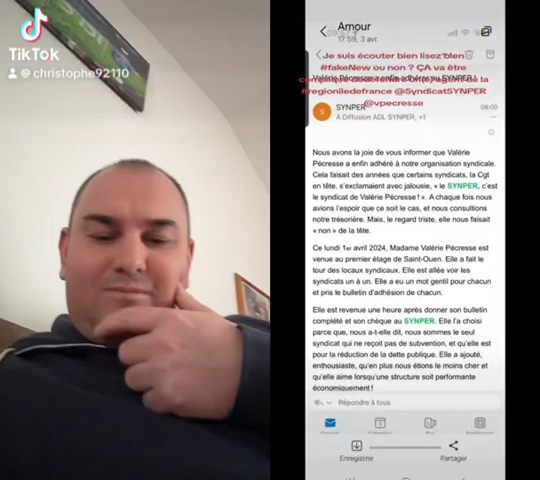 TikTok
@ christophe92110
Amour
17:59, 3 avr.
Je suis écouter bien lisez bien
#fakeNew ou non ? ÇA va être
#regioniledefrance @SyndicatSYNPER
@vpecresse
SYNPER
08:00
À Diffusion ADL SYNPER, +1
S
Nous avons la joie de vous informer que Valérie
Pécresse a enfin adhéré à notre organisation syndicale.
Cela faisait des années que certains syndicats, la Cgt
en tête, s'exclamaient avec jalousie, « le SYNPER, c'est
le syndicat de Valérie Pécresse ! ». A chaque fois nous
avions l'espoir que ce soit le cas, et nous consultions
notre trésorière. Mais, le regard triste, elle nous faisait
« non » de la tête.
Ce lundi 1er avril 2024, Madame Valérie Pécresse est
venue au premier étage de Saint-Ouen. Elle a fait le
tour des locaux syndicaux. Elle est allée voir les
syndicats un à un. Elle a eu un mot gentil pour chacun
et pris le bulletin d'adhésion de chacun.
Elle est revenue une heure après donner son bulletin
complété et son chèque au SYNPER. Elle l'a choisi
parce que, nous a-t-elle dit, nous sommes le seul
syndicat qui ne reçoit pas de subvention, et qu'elle est
pour la réduction de la dette publique. Elle a ajouté,
enthousiaste, qu'en plus nous étions le moins cher et
qu'elle aime lorsqu'une structure soit performante
économiquement !
Répondre à tous
Enregistrer
Partager